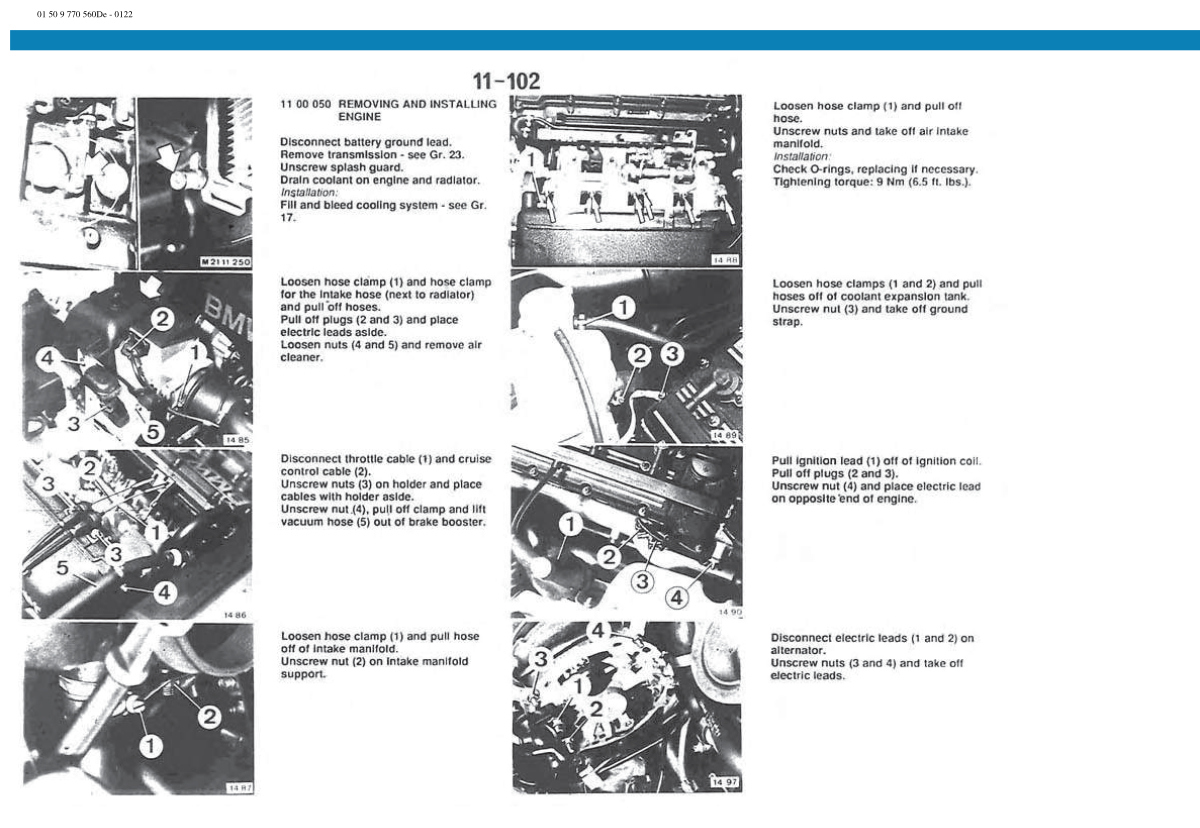 01 50 9 770 560De - 0122
11-102
11 00 050 REMOVING AND INSTALLING
ENGINE
Disconnect battery ground lead.
Remove transmission - see Gr. 23.
Unscrew splash guard.
Drain coolant on engine and radiator.
Installation:
Fill and bleed cooling system - see Gr.
17.
M 21 11 250
Loosen hose clamp (1) and hose clamp
for the intake hose (next to radiator)
and pull off hoses.
Pull off plugs (2 and 3) and place
electric leads aside.
Loosen nuts (4 and 5) and remove air
cleaner.
BMW
2
4
1
3
5
14 85
Disconnect throttle cable (1) and cruise
control cable (2).
Unscrew nuts (3) on holder and place
cables with holder aside.
Unscrew nut (4), pull off clamp and lift
vacuum hose (5) out of brake booster.
2
3
1
3
5
4
14 86
Loosen hose clamp (1) and pull hose
off of intake manifold.
Unscrew nut (2) on intake manifold
support.
2
1
14 87
Loosen hose clamp (1) and pull off
hose.
Unscrew nuts and take off air intake
manifold.
Installation:
Check O-rings, replacing if necessary.
Tightening torque: 9 Nm (6.5 ft. lbs.).
1
14 88
Loosen hose clamps (1 and 2) and pull
hoses off of coolant expansion tank.
Unscrew nut (3) and take off ground
strap.
1
2
3
14 89
Pull ignition lead (1) off of ignition coil.
Pull off plugs (2 and 3).
Unscrew nut (4) and place electric lead
on opposite end of engine.
1
2
3
4
14 90
Disconnect electric leads (1 and 2) on
alternator.
Unscrew nuts (3 and 4) and take off
electric leads.
4
3
1
2
14 97